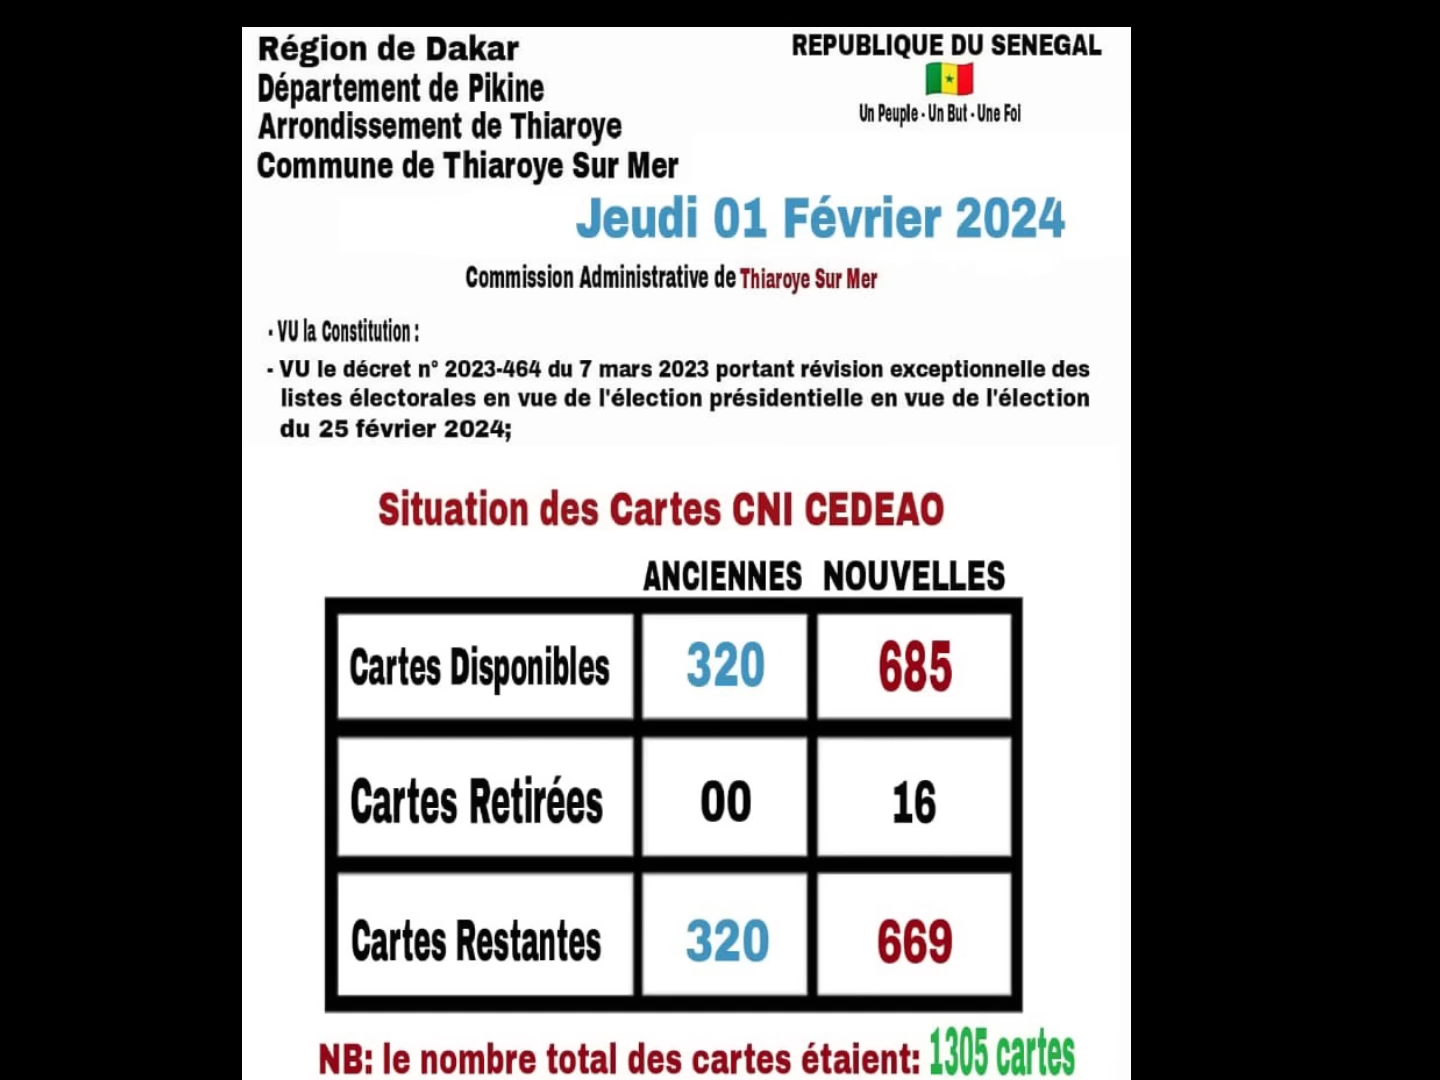 Région de Dakar
Département de Pikine
Arrondissement de Thiaroye
Commune de Thiaroye Sur Mer
REPUBLIQUE DU SENEGAL
Un Peuple - Un But - Une Foi
Jeudi 01 Février 2024
Commission Administrative de Thiaroye Sur Mer
- VU la Constitution :
- VU le décret n° 2023-464 du 7 mars 2023 portant révision exceptionnelle des
listes électorales en vue de l'élection présidentielle en vue de l'élection
du 25 février 2024;
Situation des Cartes CNI CEDEAO
ANCIENNES NOUVELLES
Cartes Disponibles 320 685
Cartes Retirées 00 16
Cartes Restantes 320 669
NB: le nombre total des cartes étaient: 1305 cartes